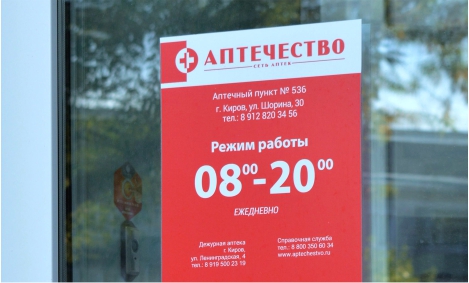 АПТЕЧЕСТВО
СЕТЬ АПТЕК
Аптечный пункт № 536
г. Киров, ул. Шорина, 30
тел.: 8 912 820 34 56
Режим работы
08⁰⁰-20⁰⁰
ЕЖЕДНЕВНО
Дежурная аптека
г. Киров,
ул. Ленинградская, 4
тел.: 8 919 500 23 19
Справочная служба
тел.: 8 800 350 60 34
www.aptechestvo.ru